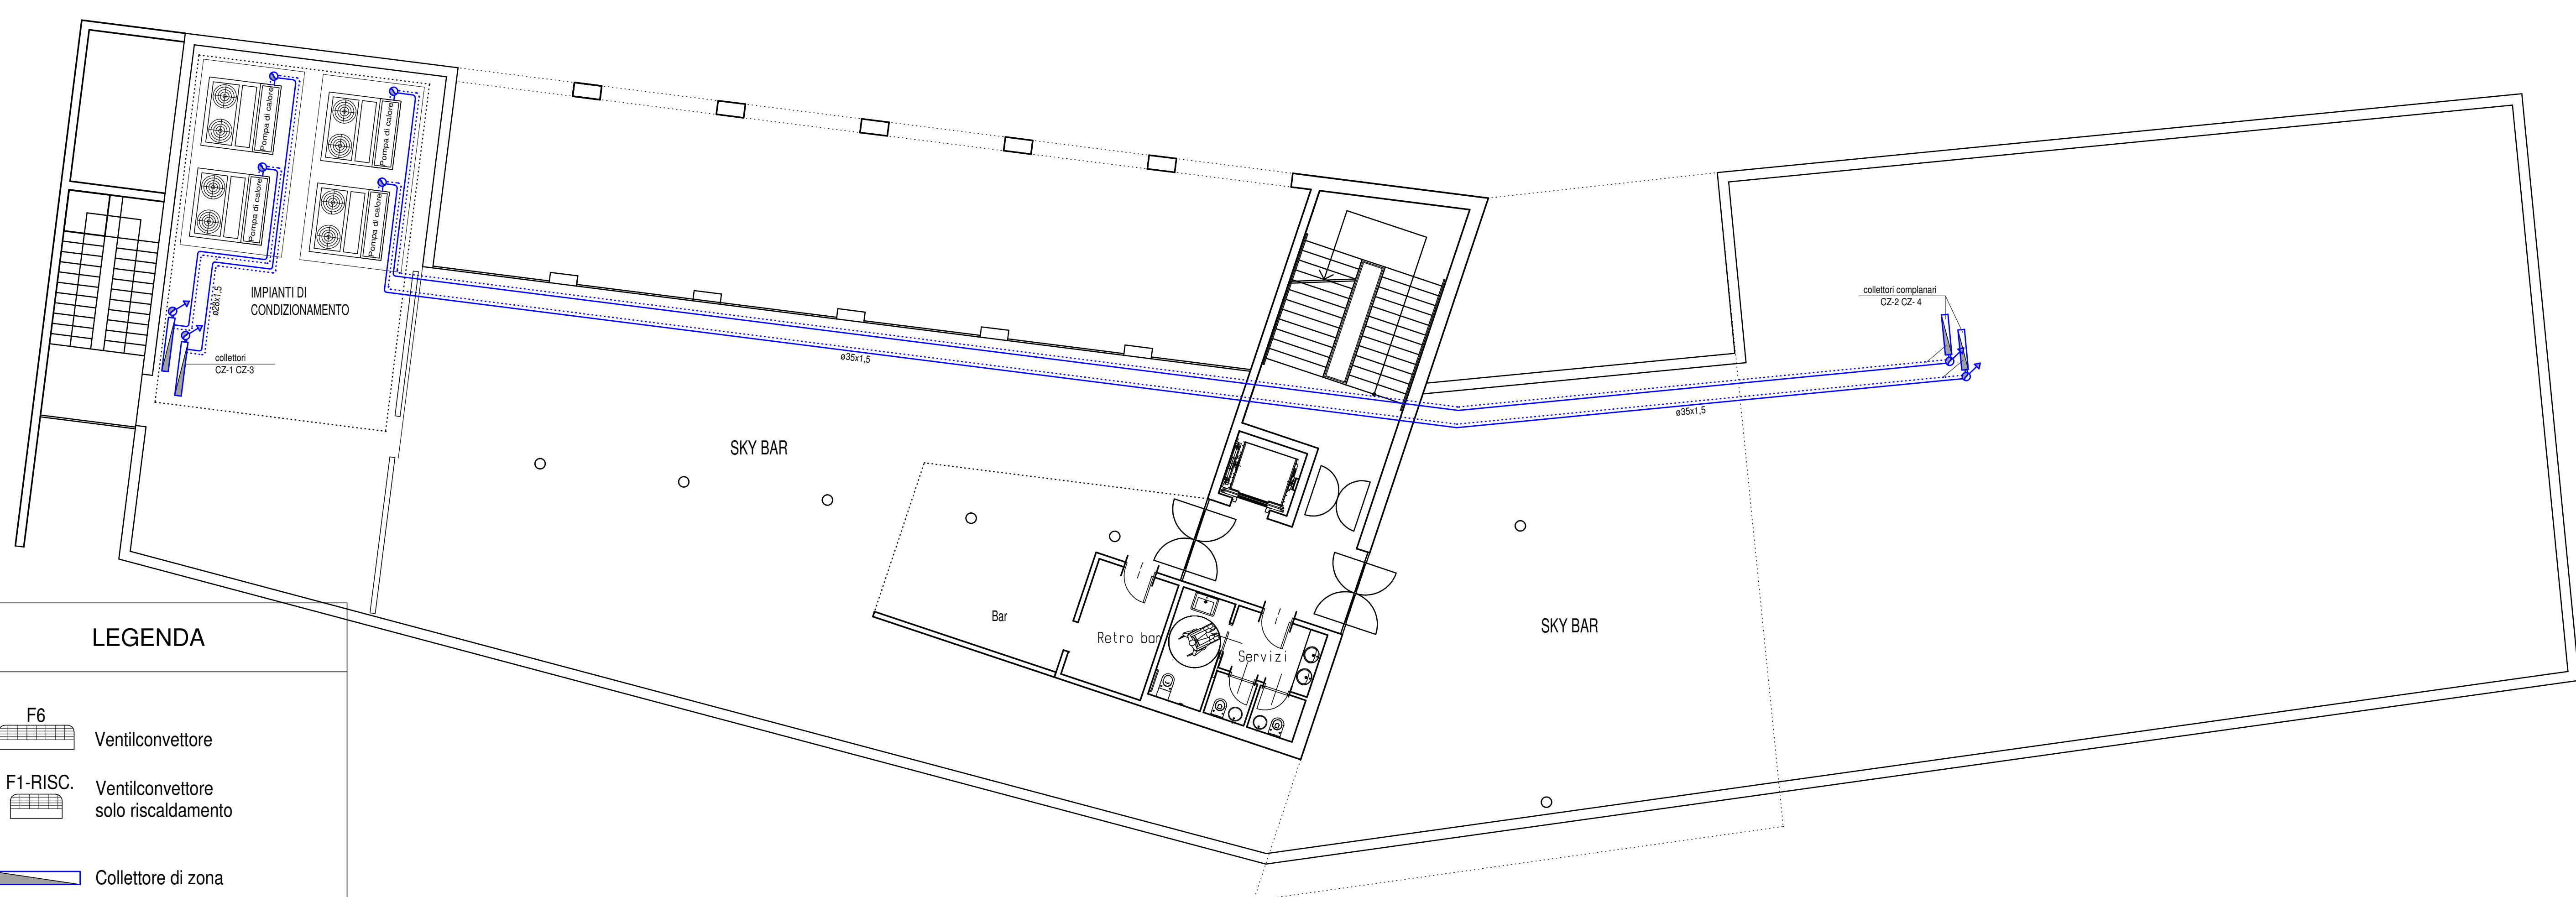 Pompa di calore
Pompa di calore
Pompa di calore
Pompa di calore
IMPIANTI DI
CONDIZIONAMENTO
ø28x1,5
collettori
CZ-1 CZ-3
ø35x1,5
SKY BAR
collettori complanari
CZ-2 CZ- 4
ø35x1,5
Bar
Retro bar
Servizi
SKY BAR
LEGENDA
F6
Ventilconvettore
F1-RISC.
Ventilconvettore
solo riscaldamento
Collettore di zona